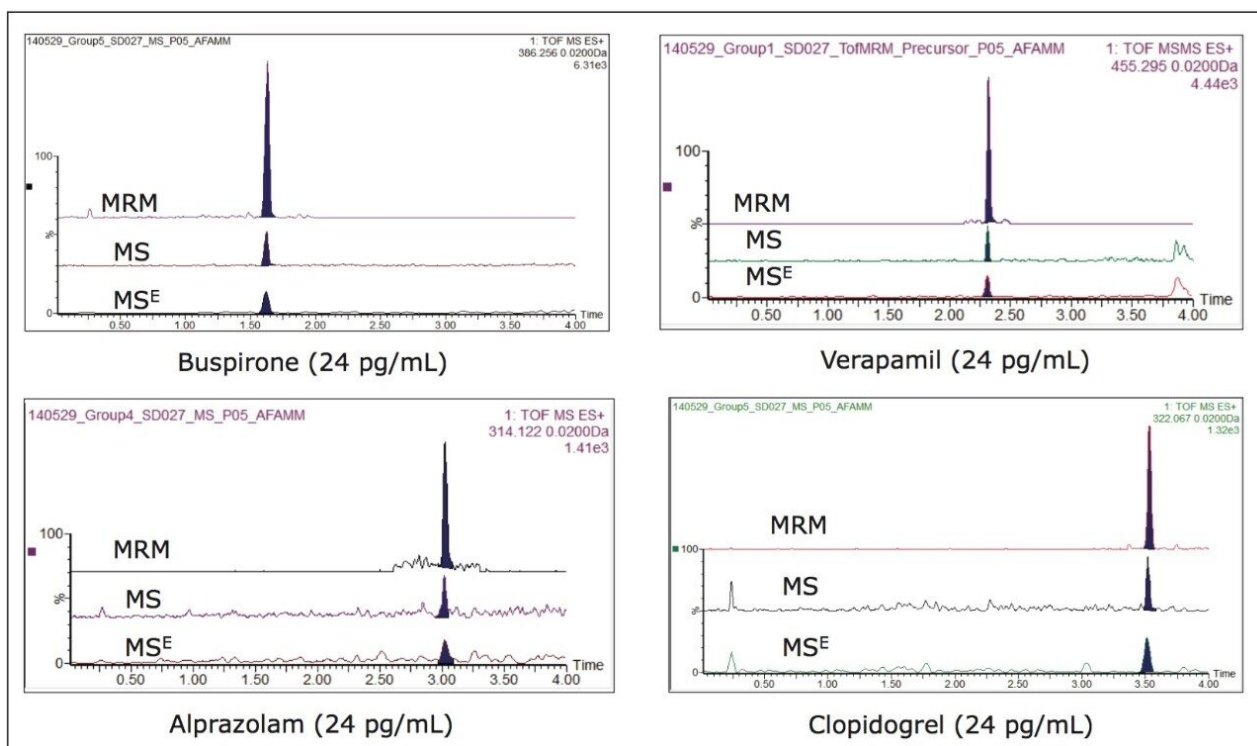 140529_Group5_SD027_MS_P05_AFAMM
1: TOF MS ES+
386.256 0.0200Da
6.31e3
100
%
0
MRM
MS
MS^E
0.50 1.00 1.50 2.00 2.50 3.00 3.50 4.00
Time
Buspirone (24 pg/mL)
140529_Group1_SD027_TofMRM_Precursor_P05_AFAMM
1: TOF MSMS ES+
455.295 0.0200Da
4.44e3
100
%
0
MRM
MS
MS^E
0.50 1.00 1.50 2.00 2.50 3.00 3.50 4.00
Time
Verapamil (24 pg/mL)
140529_Group4_SD027_MS_P05_AFAMM
1: TOF MS ES+
314.122 0.0200Da
1.41e3
100
%
0
MRM
MS
MS^E
0.50 1.00 1.50 2.00 2.50 3.00 3.50 4.00
Time
Alprazolam (24 pg/mL)
140529_Group5_SD027_MS_P05_AFAMM
1: TOF MS ES+
322.067 0.0200Da
1.32e3
100
%
0
MRM
MS
MS^E
0.50 1.00 1.50 2.00 2.50 3.00 3.50 4.00
Time
Clopidogrel (24 pg/mL)